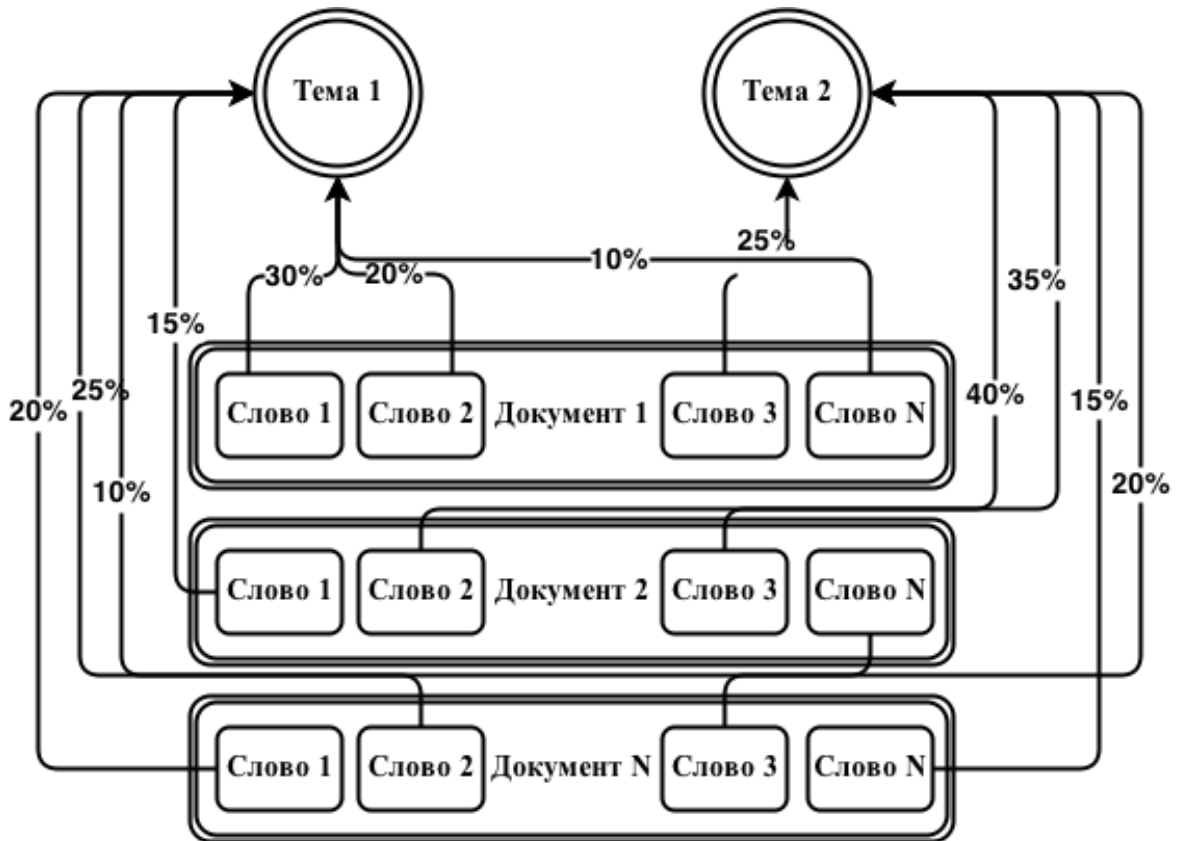 Тема 1
Тема 2
25%
10%
30%
20%
35%
15%
25%
20%
40%
15%
Слово 1
Слово 2
Документ 1
Слово 3
Слово N
10%
20%
Слово 1
Слово 2
Документ 2
Слово 3
Слово N
Слово 1
Слово 2
Документ N
Слово 3
Слово N